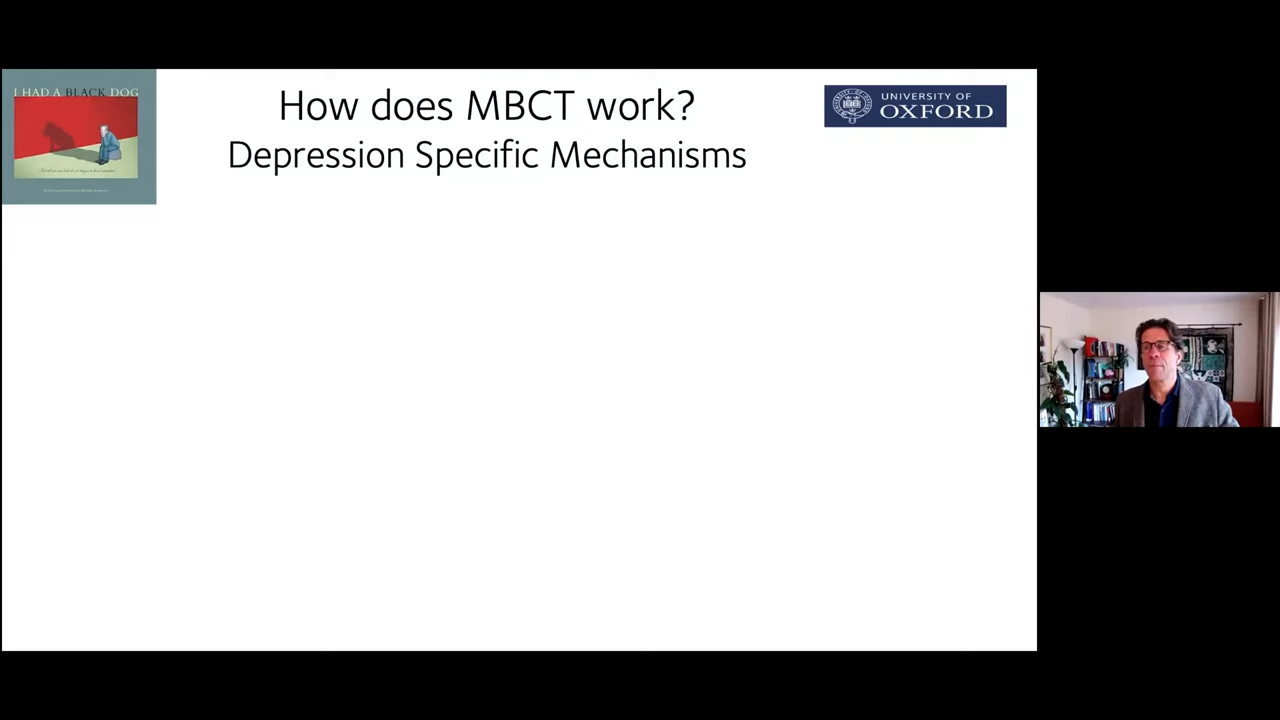 I HAD A BLACK DOG
How does MBCT work?
Depression Specific Mechanisms
UNIVERSITY OF
OXFORD